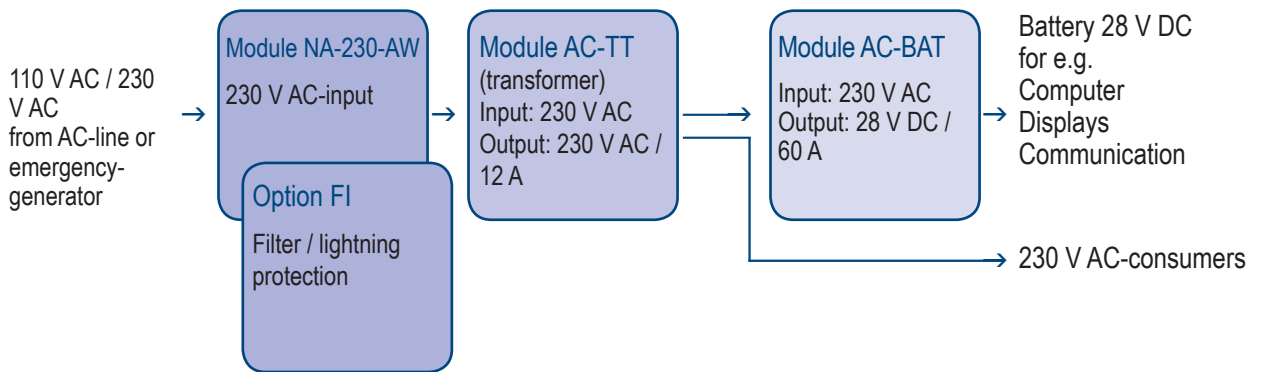 110 V AC / 230
V AC
from AC-line or
emergency-
generator
Module NA-230-AW
230 V AC-input
Option FI
Filter / lightning
protection
Module AC-TT
(transformer)
Input: 230 V AC
Output: 230 V AC /
12 A
Module AC-BAT
Input: 230 V AC
Output: 28 V DC /
60 A
Battery 28 V DC
for e.g.
Computer
Displays
Communication
230 V AC-consumers